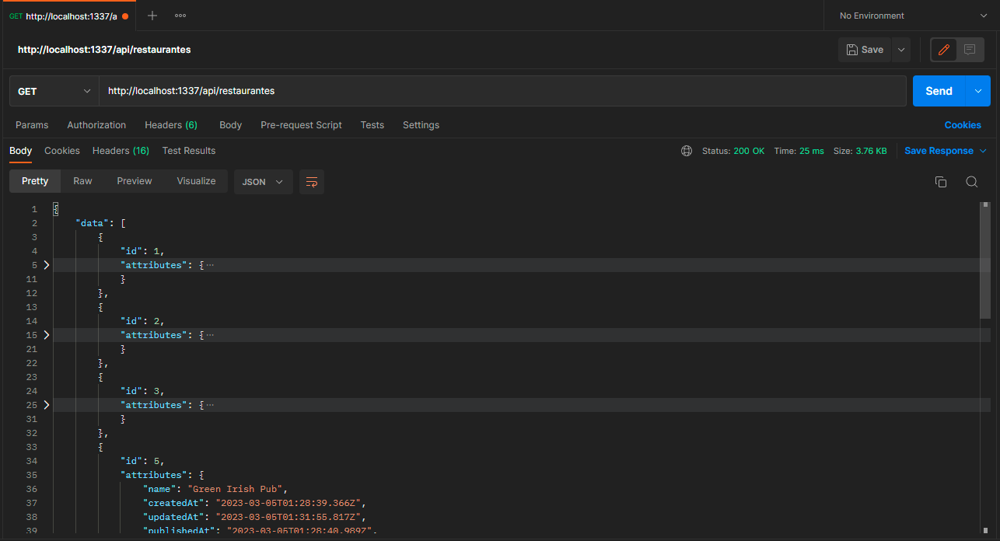 GET http://localhost:1337/a
No Environment
http://localhost:1337/api/restaurantes
Save
GET http://localhost:1337/api/restaurantes
Send
Params Authorization Headers (6) Body Pre-request Script Tests Settings Cookies
Body Cookies Headers (16) Test Results Status: 200 OK Time: 25 ms Size: 3.76 KB Save Response
Pretty Raw Preview Visualize JSON
1 {
2 "data": [
3 {
4 "id": 1,
5 "attributes": { ···
11 }
12 },
13 {
14 "id": 2,
15 "attributes": { ···
21 }
22 },
23 {
24 "id": 3,
25 "attributes": { ···
31 }
32 },
33 {
34 "id": 5,
35 "attributes": {
36 "name": "Green Irish Pub",
37 "createdAt": "2023-03-05T01:28:39.366Z",
38 "updatedAt": "2023-03-05T01:31:55.817Z",
39 "publishedAt": "2023-03-05T01:28:40.989Z",